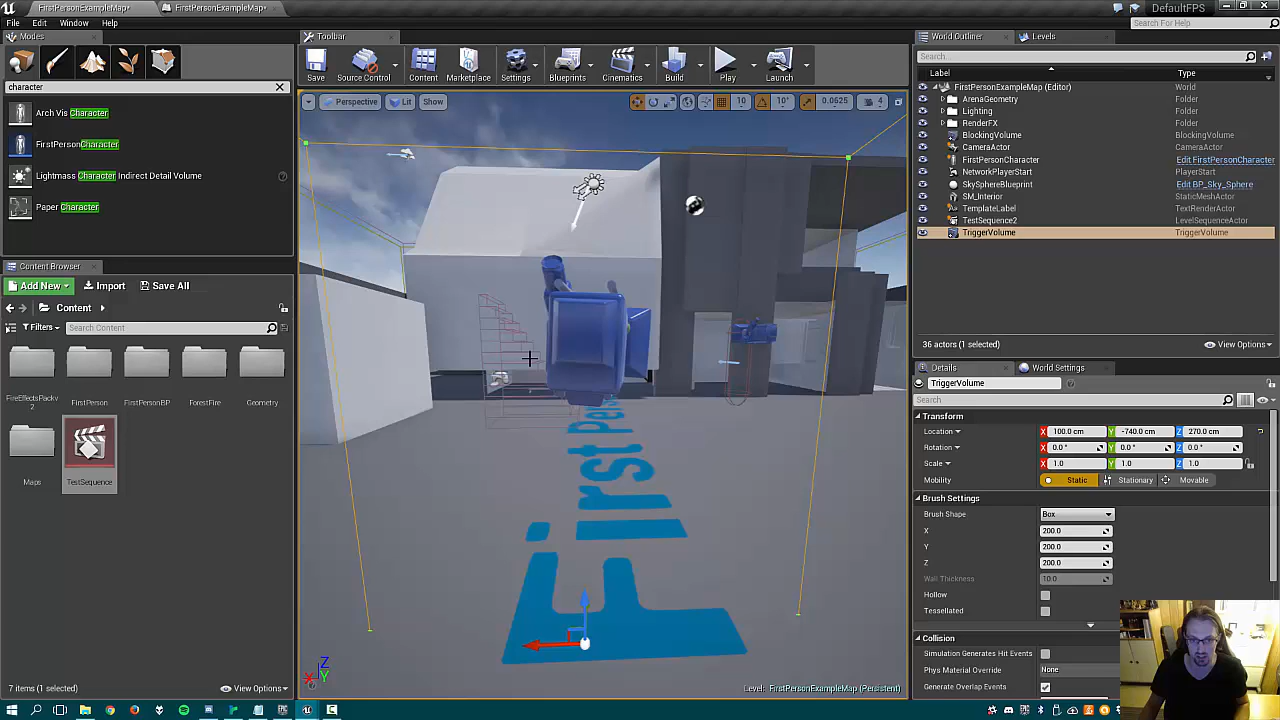 FirstPersonExampleMap*
FirstPersonExampleMap*
DefaultFPS
File Edit Window Help
Search For Help
Modes
Toolbar
World Outliner
Levels
character
Save
Source Control
Content
Marketplace
Settings
Blueprints
Cinematics
Build
Play
Launch
Search...
Label
Type
Arch Vis Character
FirstPersonCharacter
Lightmass Character Indirect Detail Volume
Paper Character
Perspective
Lit
Show
10
10°
0.0625
4
FirstPersonExampleMap (Editor) World
ArenaGeometry Folder
Lighting Folder
RenderFX Folder
BlockingVolume BlockingVolume
CameraActor CameraActor
FirstPersonCharacter Edit FirstPersonCharacter
NetworkPlayerStart PlayerStart
SkySphereBlueprint Edit BP_Sky_Sphere
SM_Interior StaticMeshActor
TemplateLabel TextRenderActor
TestSequence2 LevelSequenceActor
TriggerVolume TriggerVolume
36 actors (1 selected)
View Options
Content Browser
Add New
Import
Save All
Content
Filters
Search Content
FireEffectsPackV2
FirstPerson
FirstPersonBP
ForestFire
Geometry
Maps
TestSequence
7 items (1 selected)
View Options
First Pers
Z
X
Y
Level: FirstPersonExampleMap (Persistent)
Details
World Settings
TriggerVolume
Search
Transform
Location X 100.0 cm Y -740.0 cm Z 270.0 cm
Rotation X 0.0 ° Y 0.0 ° Z 0.0 °
Scale X 1.0 Y 1.0 Z 1.0
Mobility Static Stationary Movable
Brush Settings
Brush Shape Box
X 200.0
Y 200.0
Z 200.0
Wall Thickness 10.0
Hollow
Tessellated
Collision
Simulation Generates Hit Events
Phys Material Override None
Generate Overlap Events